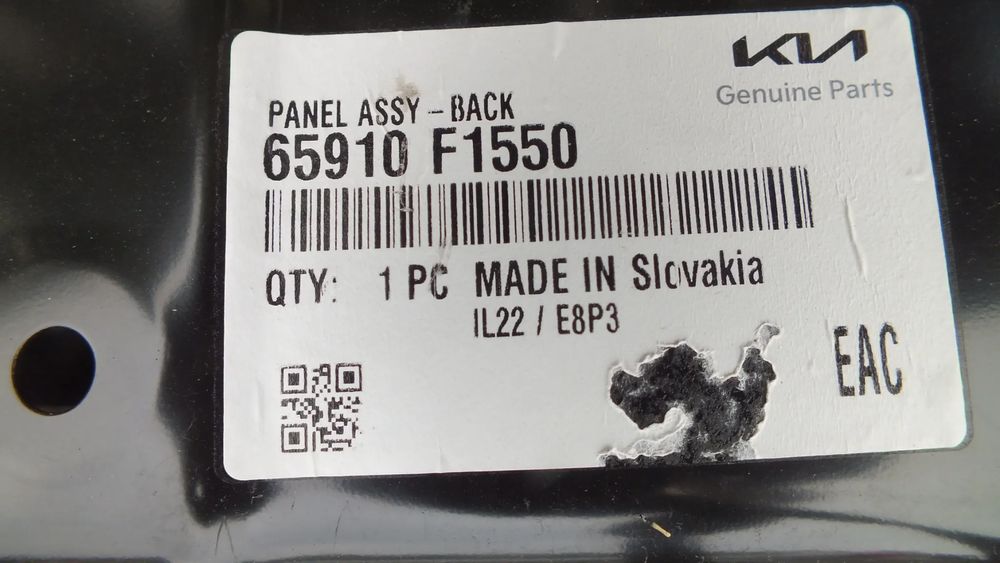 KIA
Genuine Parts
PANEL ASSY - BACK
65910 F1550
QTY: 1 PC MADE IN Slovakia
IL22 / E8P3
EAC